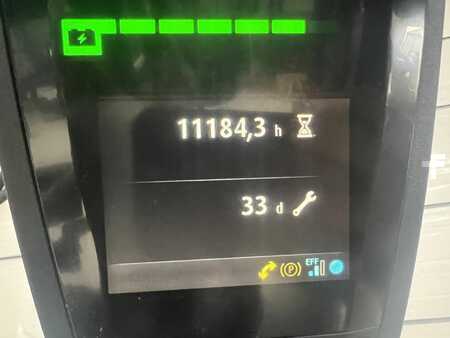 11184,3 h
33 d
EFF
(P)